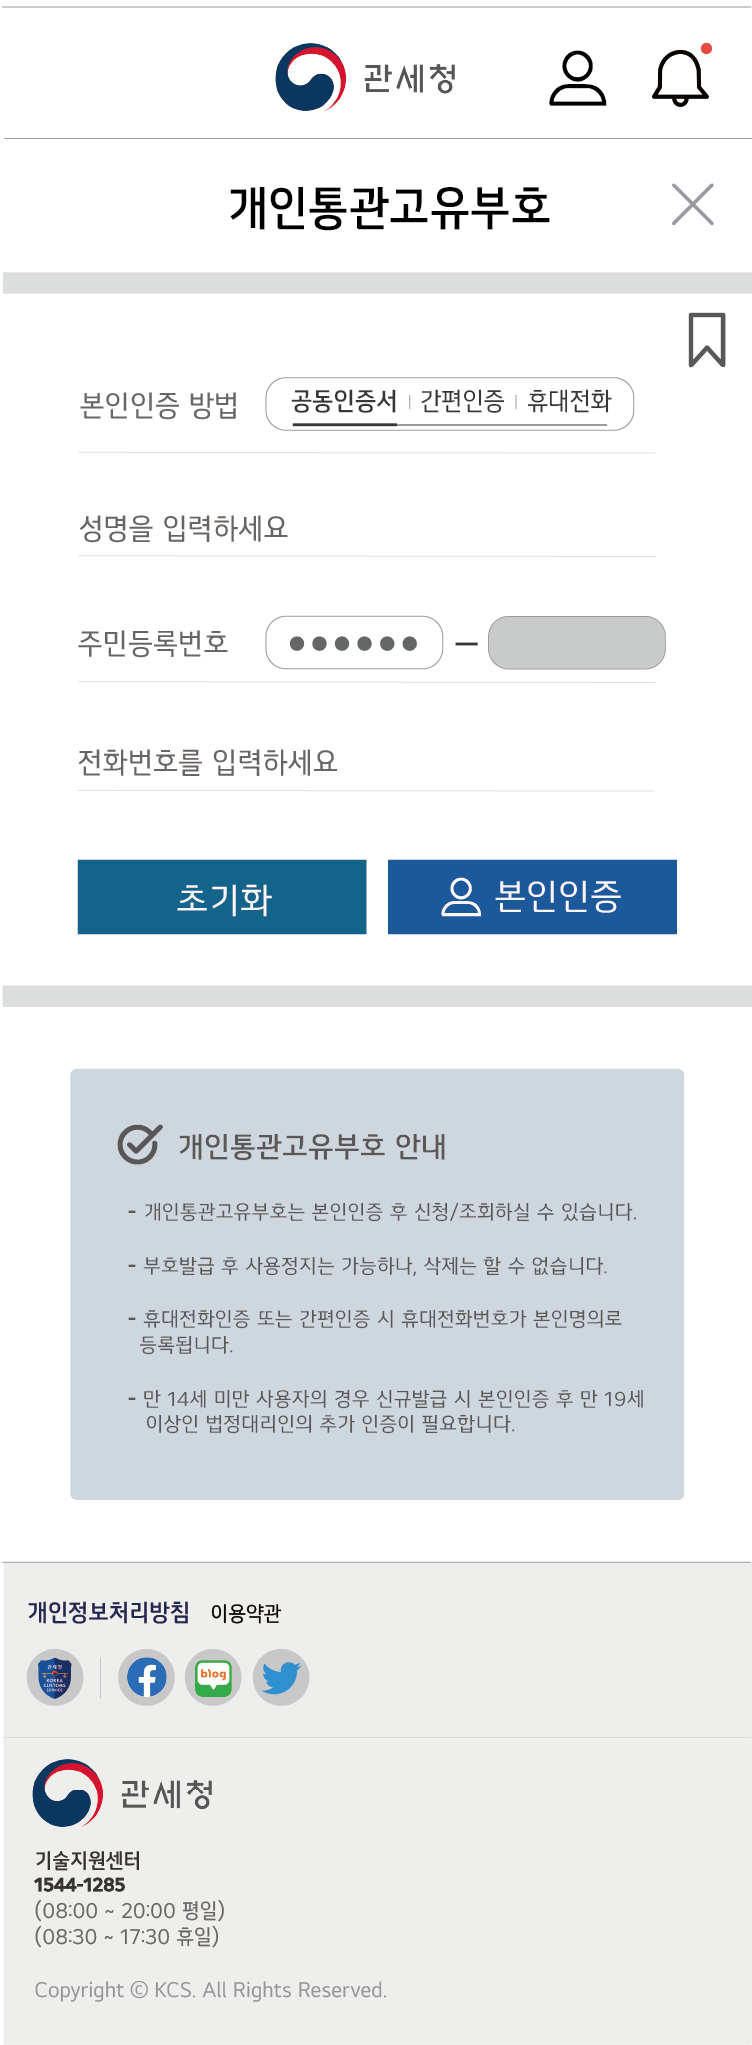 관세청
개인통관고유부호
본인인증 방법
공동인증서 | 간편인증 | 휴대전화
성명을 입력하세요
주민등록번호 ●●●●●● –
전화번호를 입력하세요
초기화
본인인증
개인통관고유부호 안내
- 개인통관고유부호는 본인인증 후 신청/조회하실 수 있습니다.
- 부호발급 후 사용정지는 가능하나, 삭제는 할 수 없습니다.
- 휴대전화인증 또는 간편인증 시 휴대전화번호가 본인명의로
등록됩니다.
- 만 14세 미만 사용자의 경우 신규발급 시 본인인증 후 만 19세
이상인 법정대리인의 추가 인증이 필요합니다.
개인정보처리방침 이용약관
관세청
KOREA
CUSTOMS
SERVICE
blog
관세청
기술지원센터
1544-1285
(08:00 ~ 20:00 평일)
(08:30 ~ 17:30 휴일)
Copyright © KCS. All Rights Reserved.